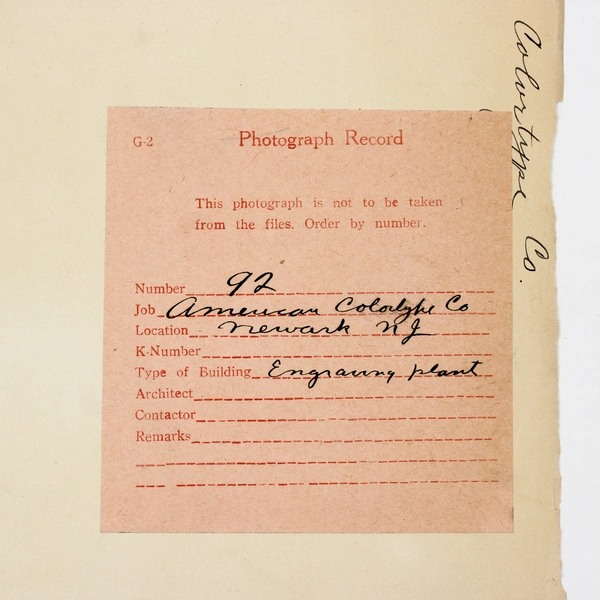 Colortype Co.
G-2 Photograph Record
This photograph is not to be taken
from the files. Order by number.
Number 92
Job American Colortype Co
Location Newark NJ
K-Number
Type of Building Engraving plant
Architect
Contactor
Remarks